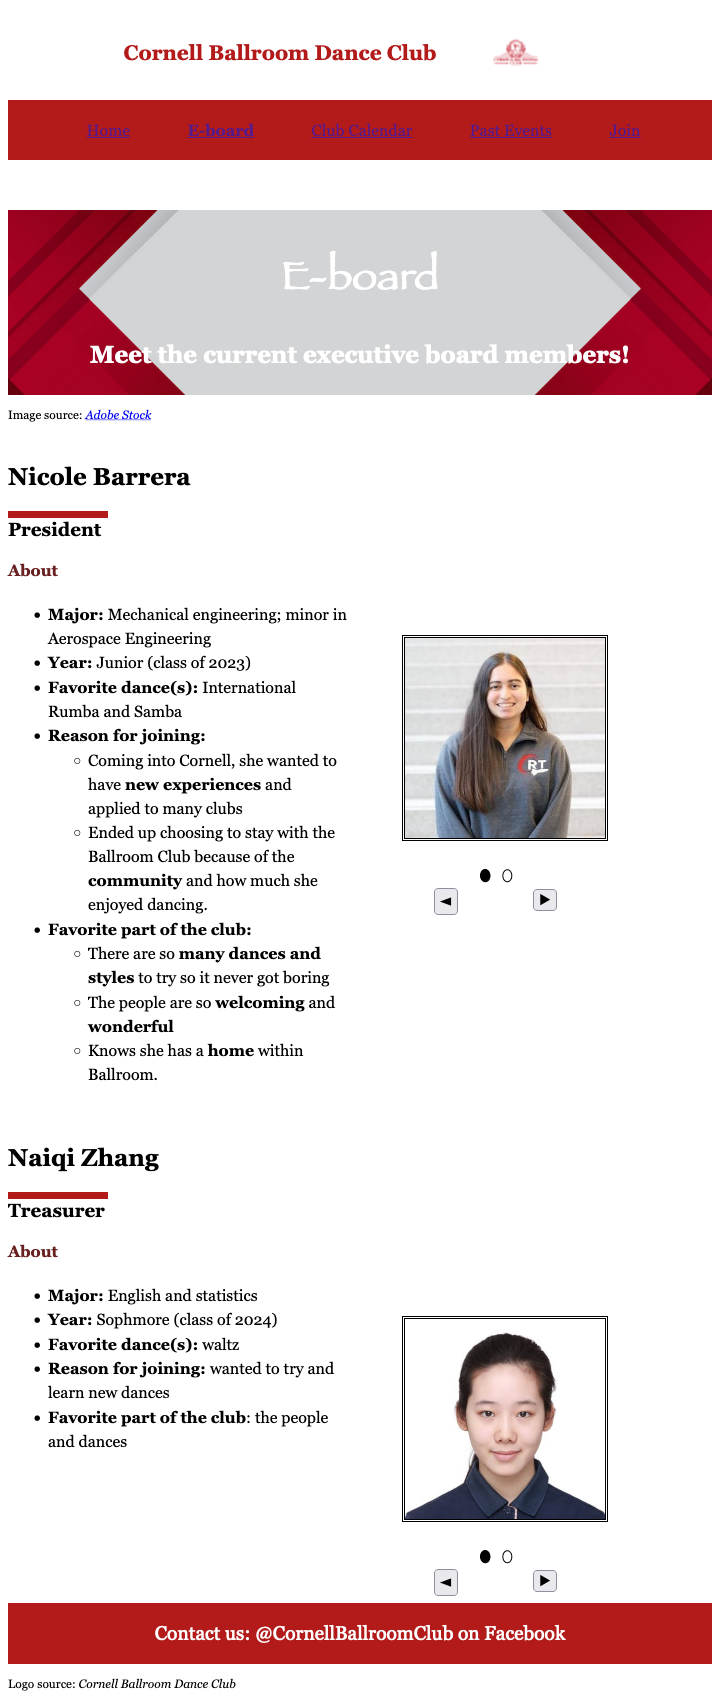 Cornell Ballroom Dance Club
Home E-board Club Calendar Past Events Join
E-board
Meet the current executive board members!
Image source: Adobe Stock
Nicole Barrera
President
About
• Major: Mechanical engineering; minor in
Aerospace Engineering
• Year: Junior (class of 2023)
• Favorite dance(s): International
Rumba and Samba
• Reason for joining:
◦ Coming into Cornell, she wanted to
have new experiences and
applied to many clubs
◦ Ended up choosing to stay with the
Ballroom Club because of the
community and how much she
enjoyed dancing.
• Favorite part of the club:
◦ There are so many dances and
styles to try so it never got boring
◦ The people are so welcoming and
wonderful
◦ Knows she has a home within
Ballroom.
RT
Naiqi Zhang
Treasurer
About
• Major: English and statistics
• Year: Sophmore (class of 2024)
• Favorite dance(s): waltz
• Reason for joining: wanted to try and
learn new dances
• Favorite part of the club: the people
and dances
Contact us: @CornellBallroomClub on Facebook
Logo source: Cornell Ballroom Dance Club